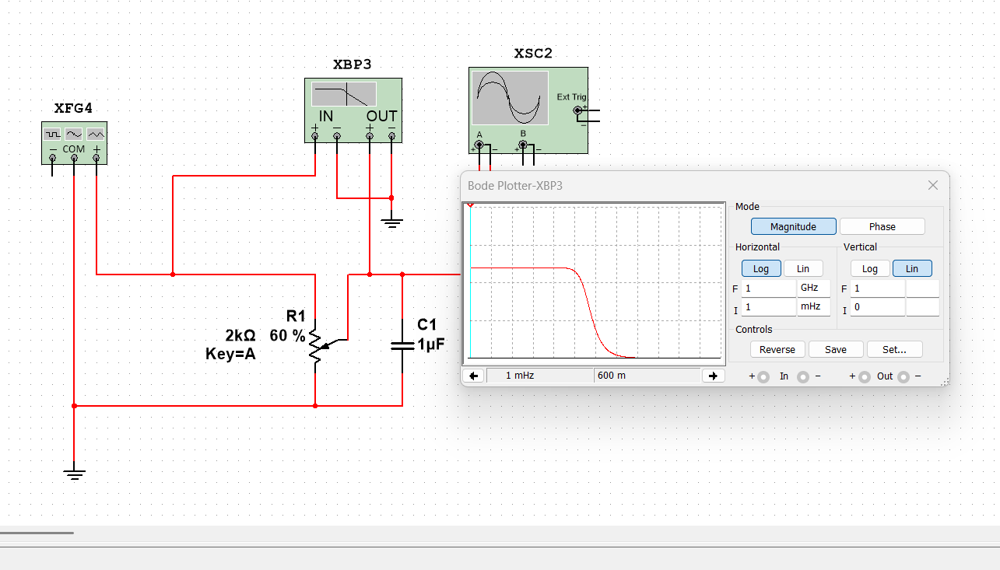 XSC2
XBP3
XFG4
Ext Trig
+
−
IN OUT
+ − + −
A
B
+ − + −
− COM +
Bode Plotter-XBP3
Mode
Magnitude
Phase
Horizontal
Vertical
Log
Lin
Log
Lin
F 1 GHz
F 1
I 1 mHz
I 0
Controls
Reverse
Save
Set...
1 mHz
600 m
+ In −
+ Out −
R1
2kΩ 60 %
Key=A
C1
1µF